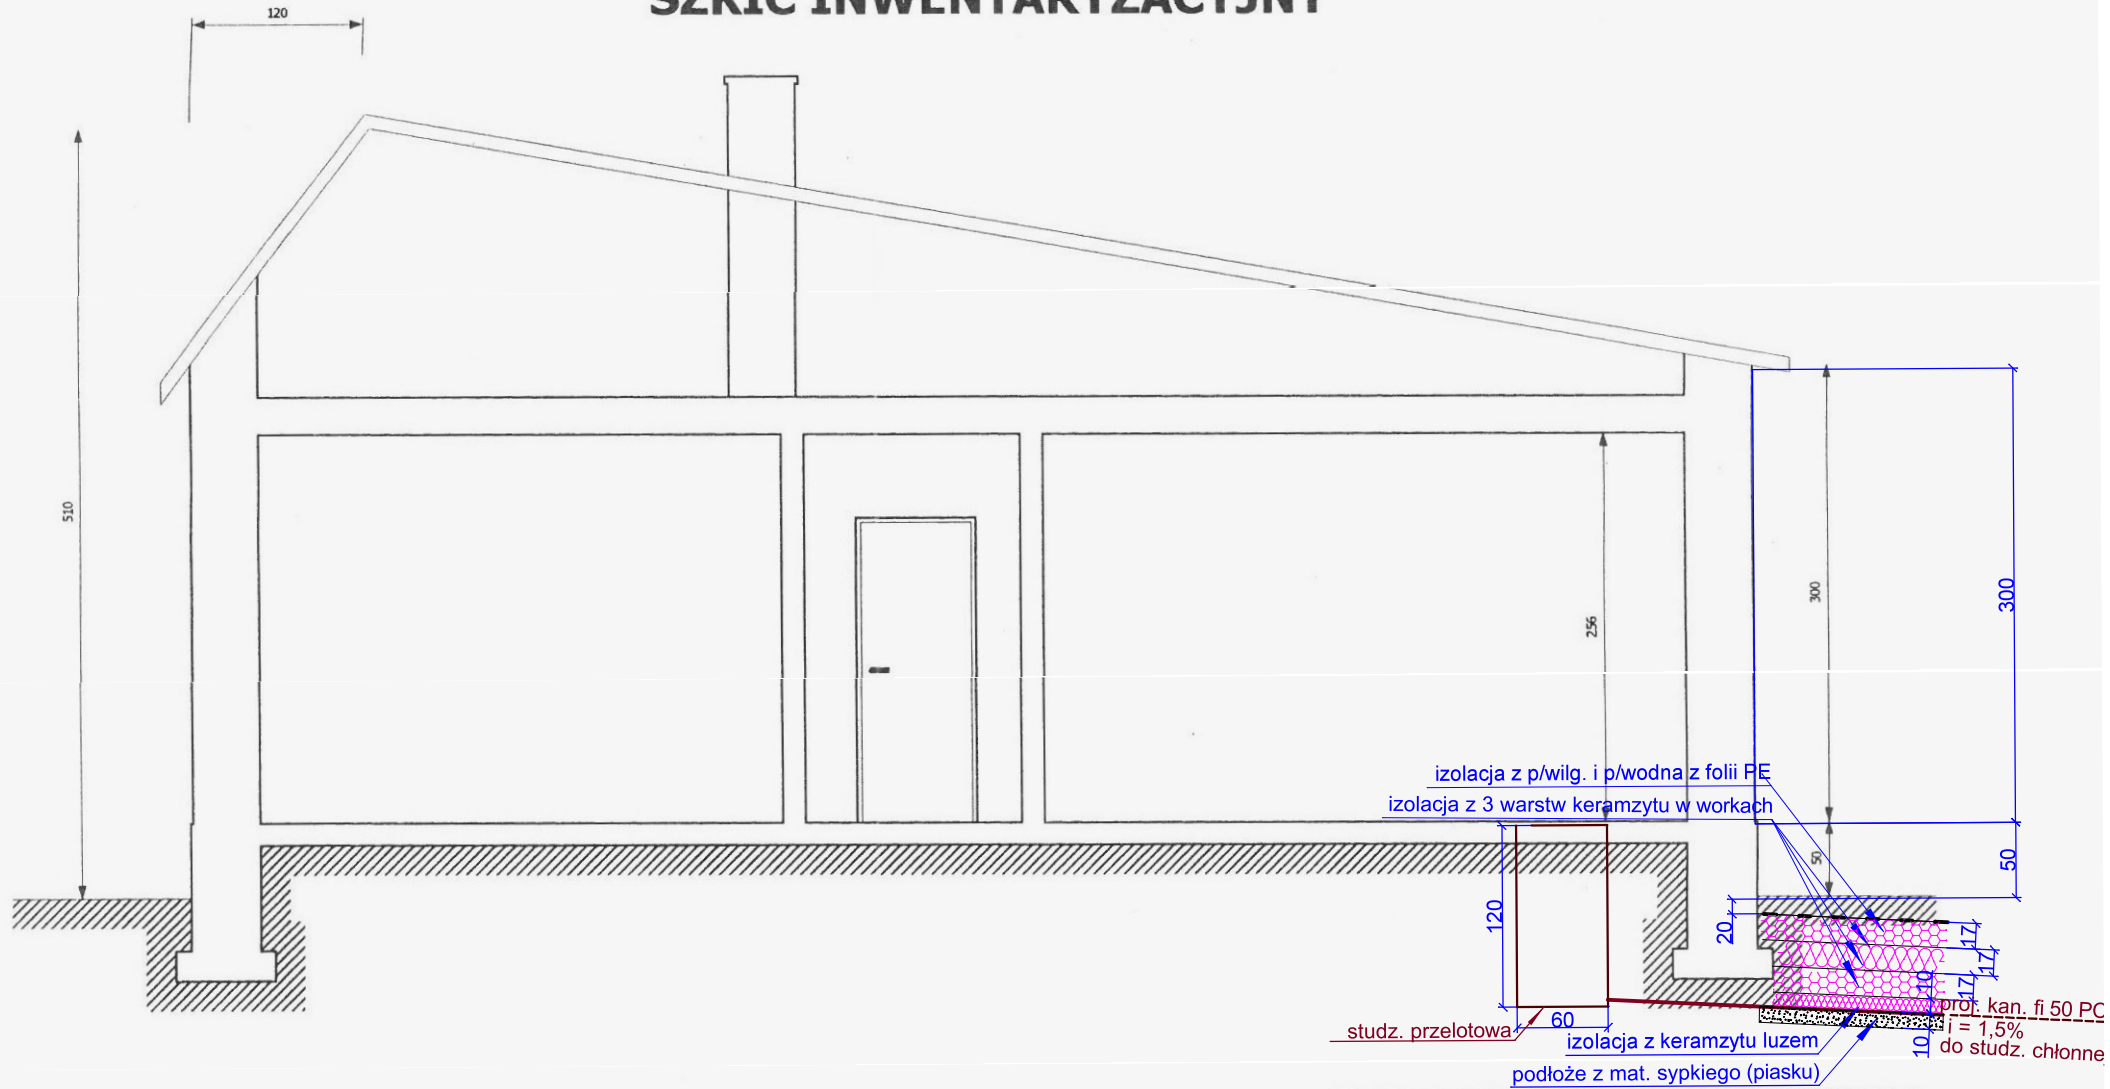 SZKIC INWENTARYZACYJNY
120
510
256
300
300
izolacja z p/wilg. i p/wodna z folii PE
izolacja z 3 warstw keramzytu w workach
50
50
120
20
17
17
10
17
proj. kan. fi 50 PC
60
studz. przelotowa
i = 1,5%
izolacja z keramzytu luzem
10
do studz. chłonne
podłoże z mat. sypkiego (piasku)